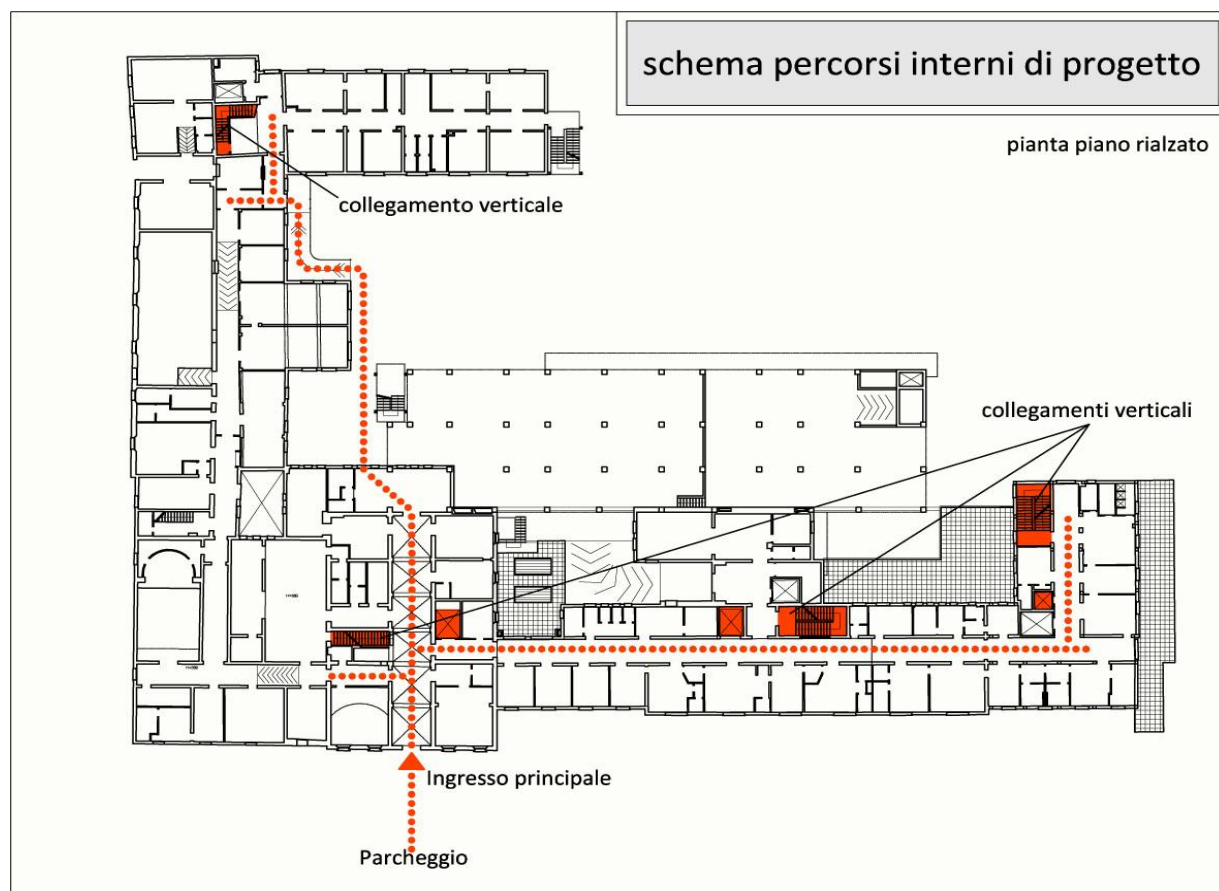 schema percorsi interni di progetto
pianta piano rialzato
collegamento verticale
collegamenti verticali
Ingresso principale
Parcheggio